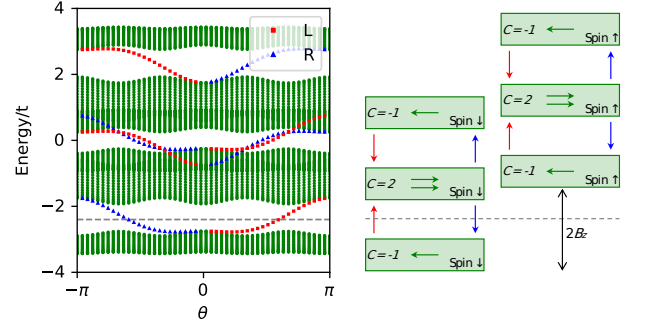 Energy/t
4
2
0
−2
−4
−π
0
π
θ
L
R
C=-1
Spin↓
C=2
Spin↓
C=-1
Spin↓
C=-1
Spin↑
C=2
Spin↑
C=-1
Spin↑
2Bz